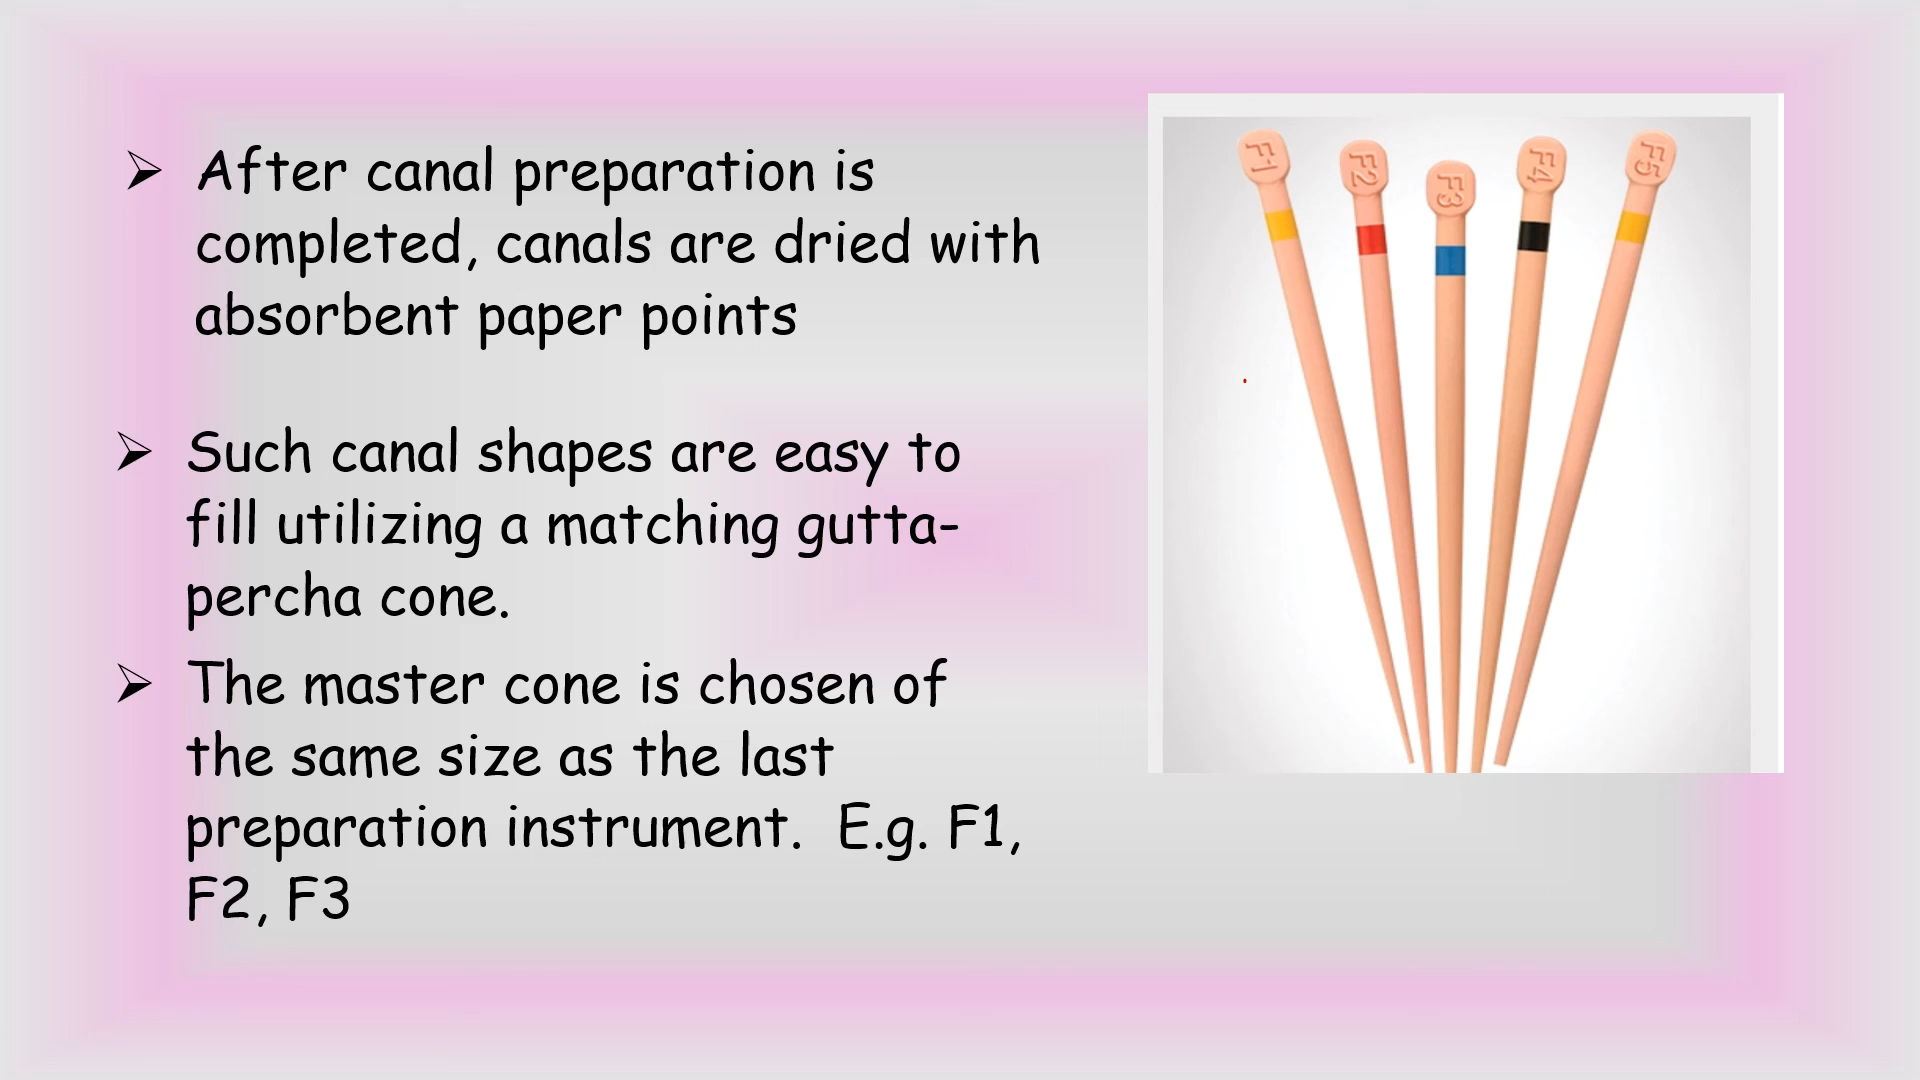 ➢ After canal preparation is
completed, canals are dried with
absorbent paper points
➢ Such canal shapes are easy to
fill utilizing a matching gutta-
percha cone.
➢ The master cone is chosen of
the same size as the last
preparation instrument.  E.g. F1,
F2, F3
F1
F2
F3
F4
F5